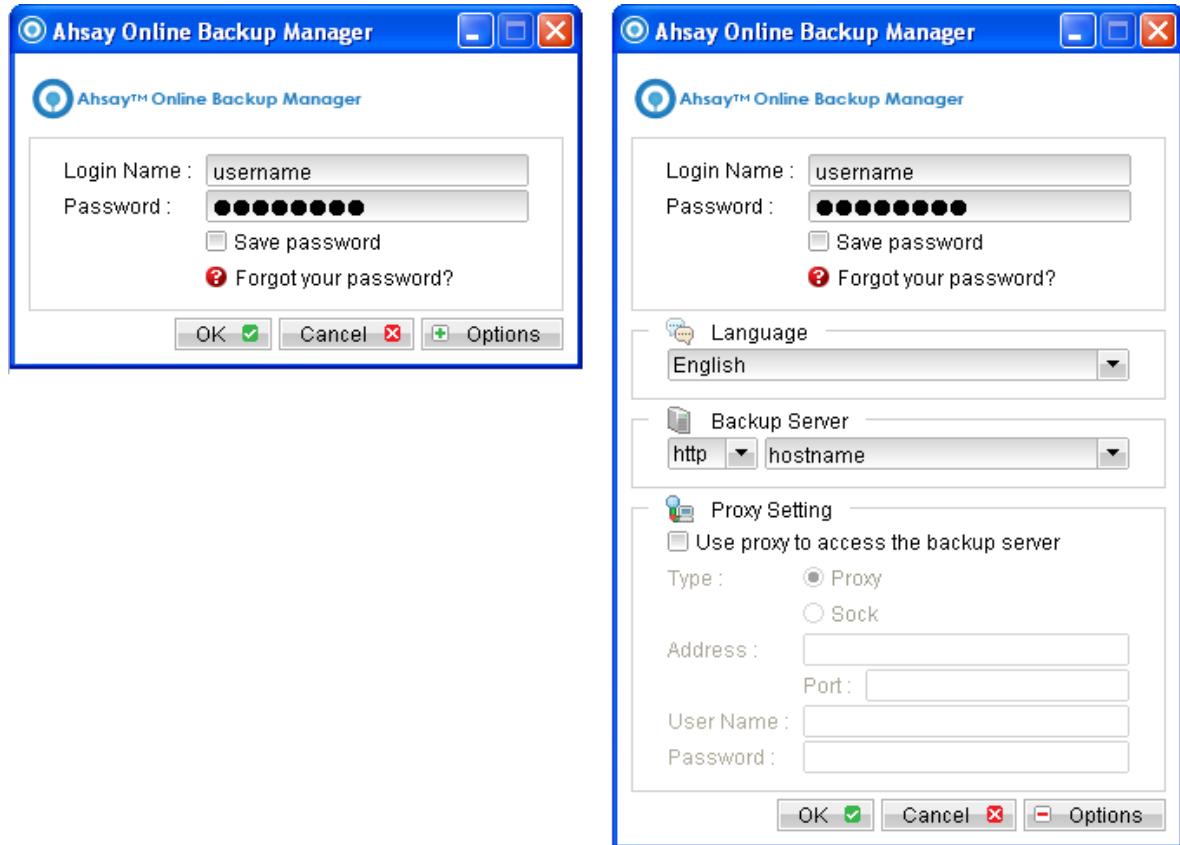 Ahsay Online Backup Manager
Ahsay™ Online Backup Manager
Login Name : username
Password : ●●●●●●●●
Save password
Forgot your password?
OK Cancel Options
Ahsay Online Backup Manager
Ahsay™ Online Backup Manager
Login Name : username
Password : ●●●●●●●●
Save password
Forgot your password?
Language
English
Backup Server
http hostname
Proxy Setting
Use proxy to access the backup server
Type : Proxy
Sock
Address :
Port :
User Name :
Password :
OK Cancel Options